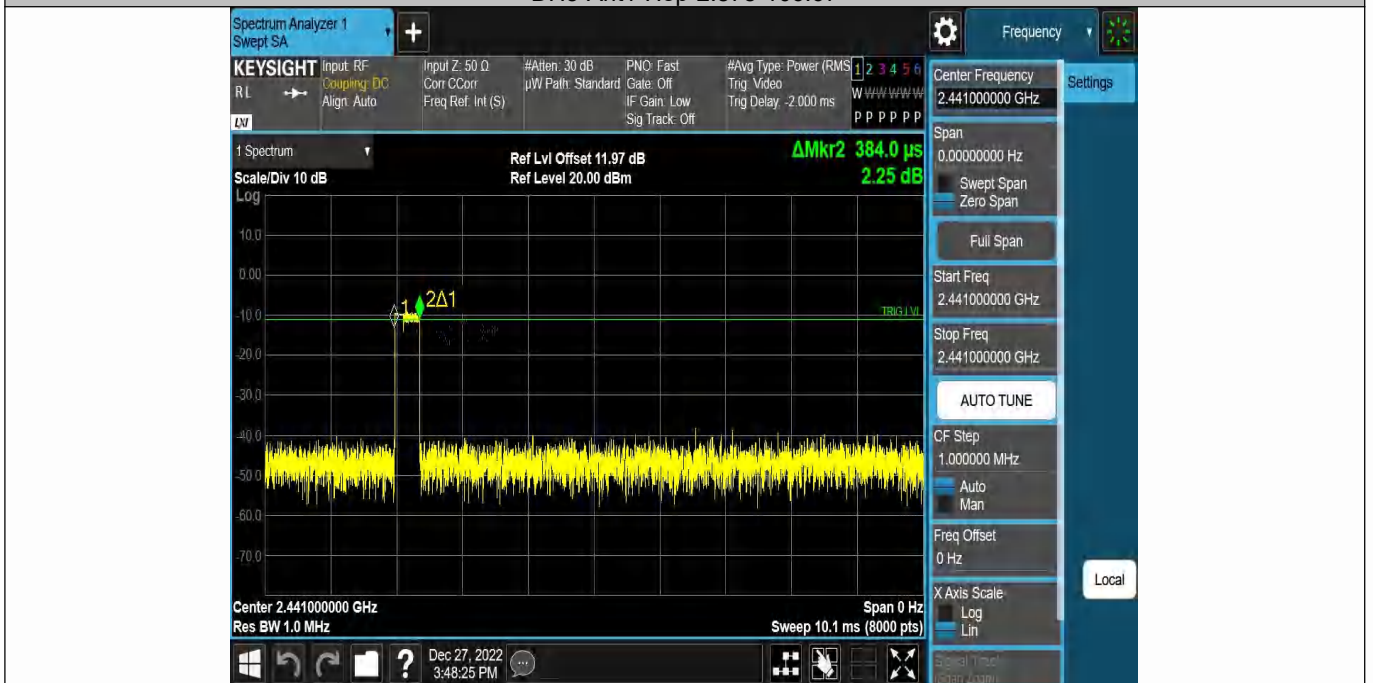 Spectrum Analyzer 1
Swept SA
+
Frequency
KEYSIGHT
RL
LXI
Input: RF
Coupling: DC
Align: Auto
Input Z: 50 Ω
Corr CCorr
Freq Ref: Int (S)
#Atten: 30 dB
µW Path: Standard
PNO: Fast
Gate: Off
IF Gain: Low
Sig Track: Off
#Avg Type: Power (RMS
Trig: Video
Trig Delay: -2.000 ms
1 2 3 4 5 6
W W W W W W
P P P P P P
1 Spectrum
Scale/Div 10 dB
Log
Ref Lvl Offset 11.97 dB
Ref Level 20.00 dBm
ΔMkr2 384.0 µs
2.25 dB
10.0
0.00
-10.0
-20.0
-30.0
-40.0
-50.0
-60.0
-70.0
1
2Δ1
TRIG LVL
Center 2.441000000 GHz
Res BW 1.0 MHz
Span 0 Hz
Sweep 10.1 ms (8000 pts)
Dec 27, 2022
3:48:25 PM
?
Center Frequency
2.441000000 GHz
Settings
Span
0.00000000 Hz
Swept Span
Zero Span
Full Span
Start Freq
2.441000000 GHz
Stop Freq
2.441000000 GHz
AUTO TUNE
CF Step
1.000000 MHz
Auto
Man
Freq Offset
0 Hz
X Axis Scale
Log
Lin
Local
Signal Track
(Span Zoom)